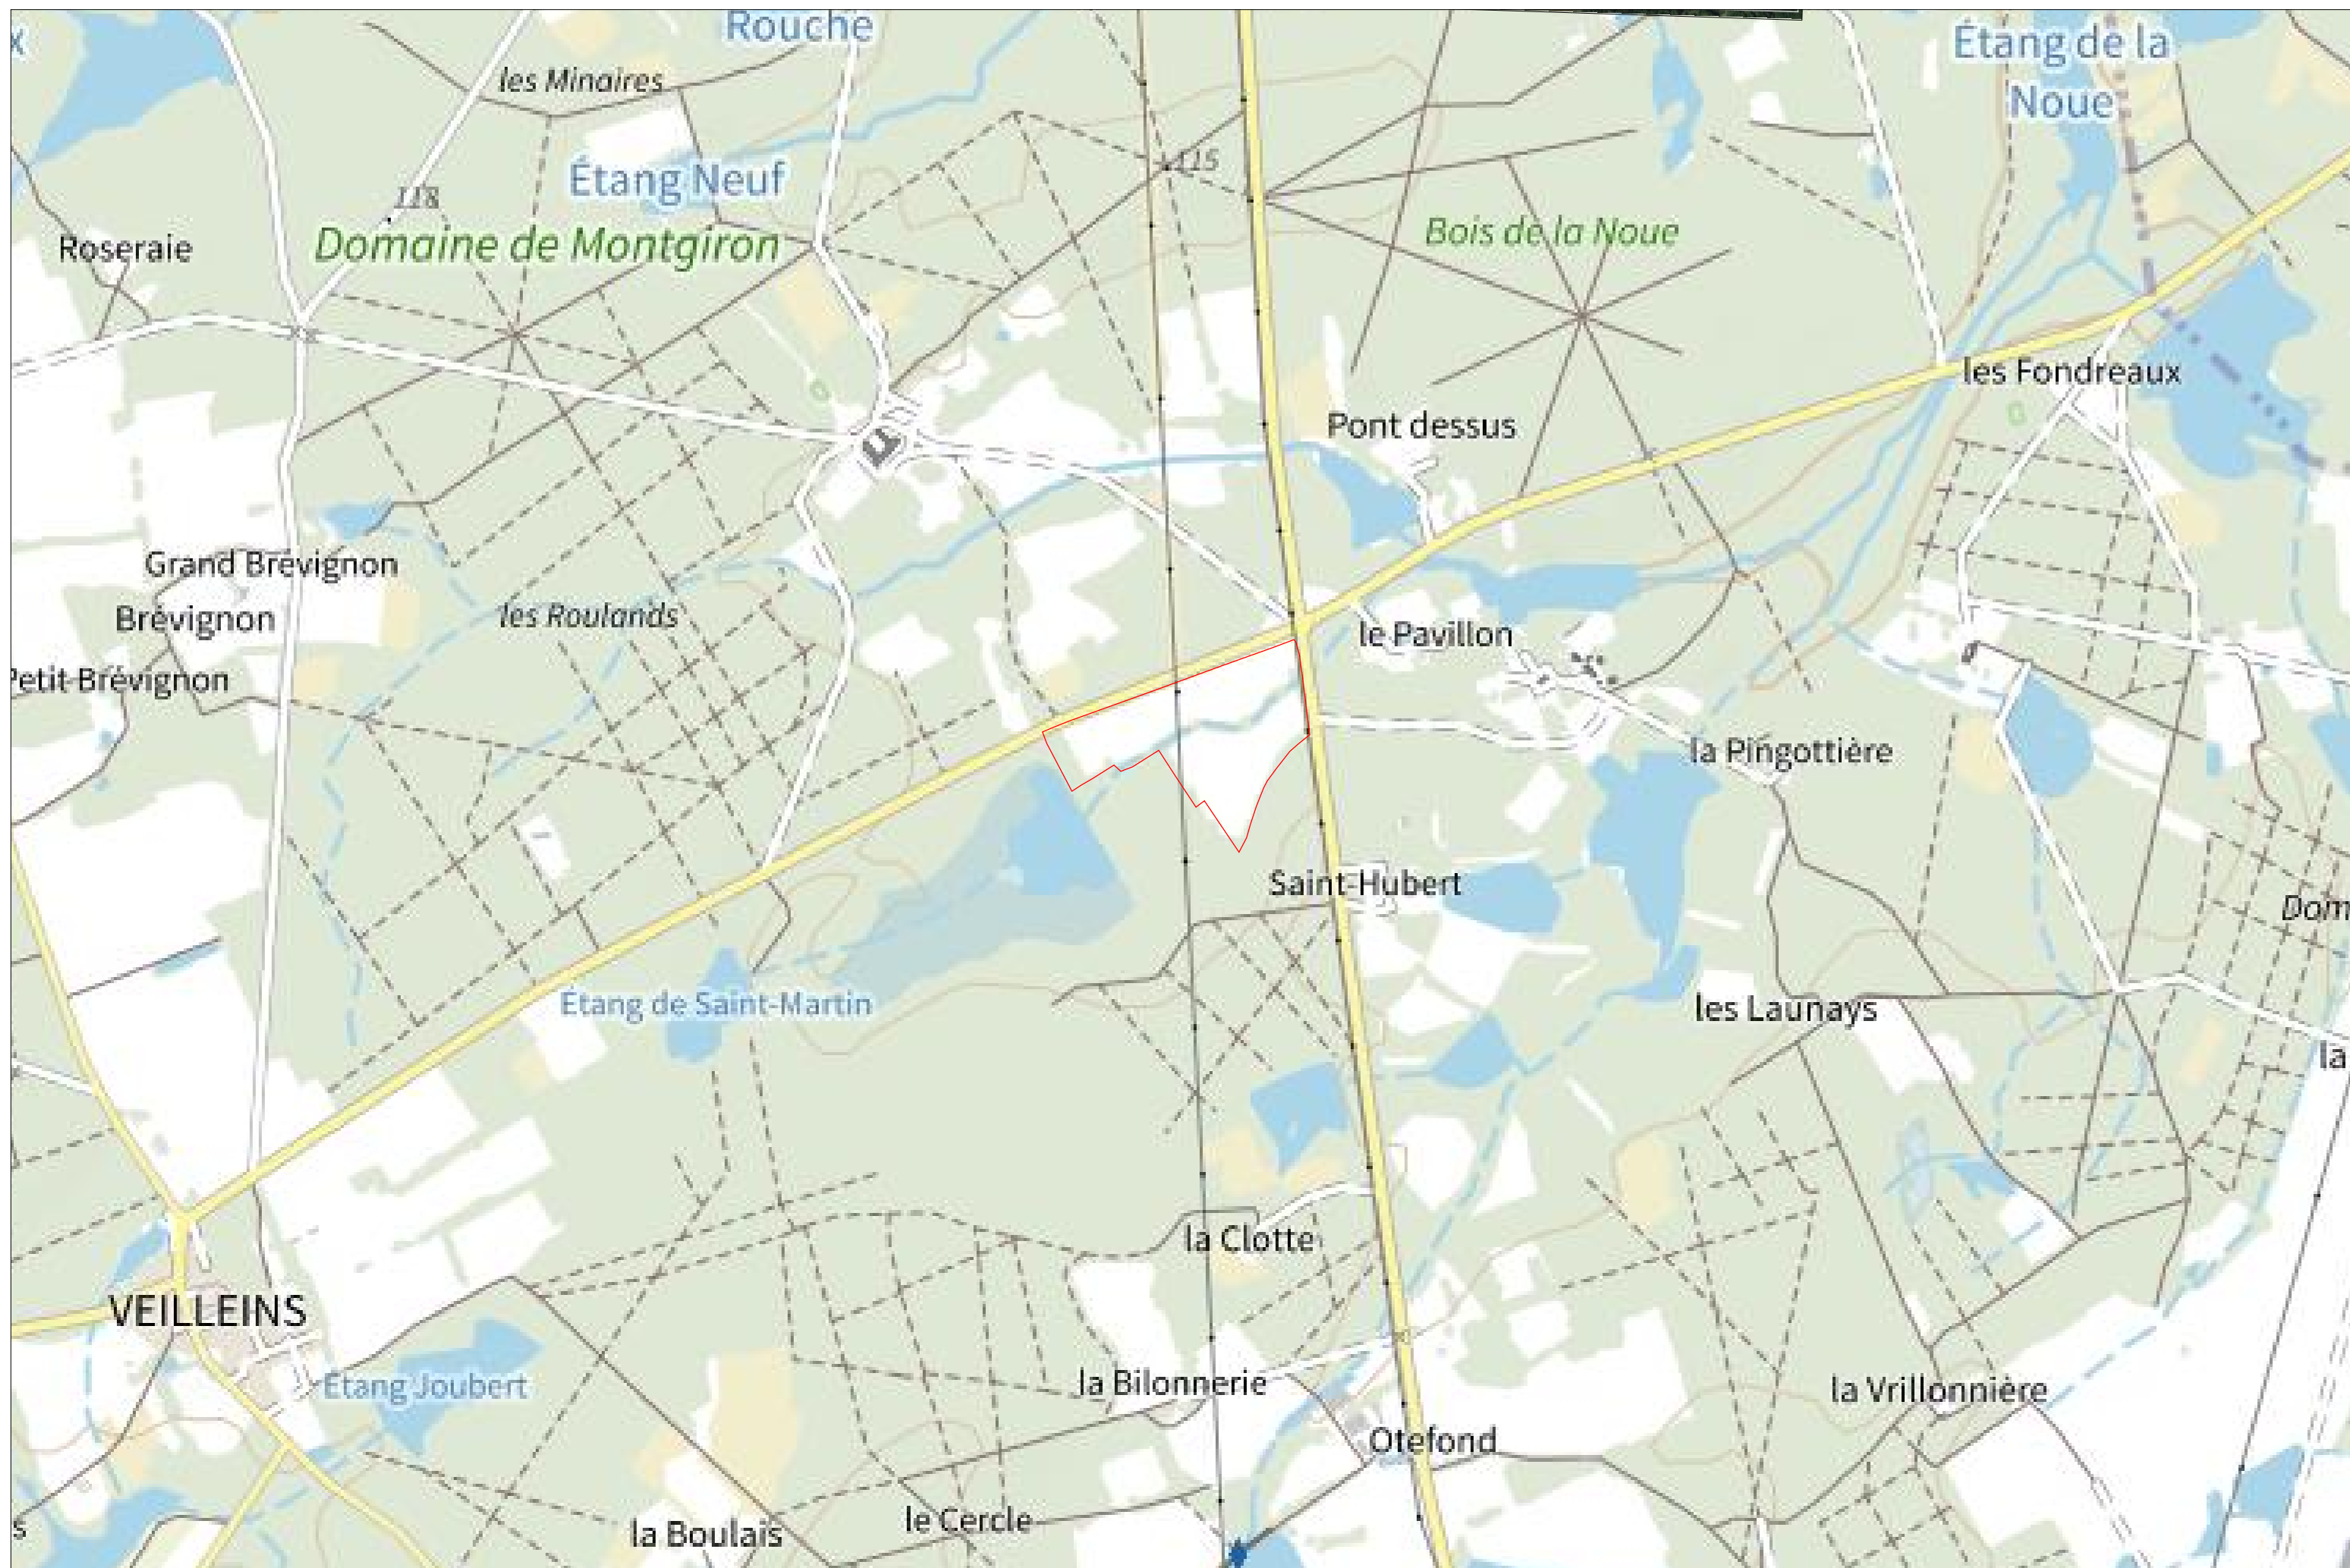 x
Rouche
Étang de la
Noue
les Minaires
115
Étang Neuf
118
Bois de la Noue
Roseraie
Domaine de Montgiron
les Fondreaux
Pont dessus
Grand Brévignon
les Roulands
Brévignon
le Pavillon
Petit Brévignon
la Pingottière
Saint-Hubert
Dom
Étang de Saint-Martin
les Launays
la
la Clotte
VEILLEINS
Étang Joubert
la Bilonnerie
la Vrillonnière
Otefond
le Cercle
s
la Boulais